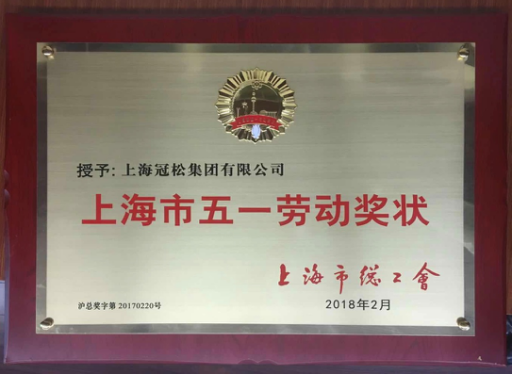 授予:上海冠松集团有限公司
上海市五一劳动奖状
上海市総工會
沪总奖字第 20170220号
2018年2月